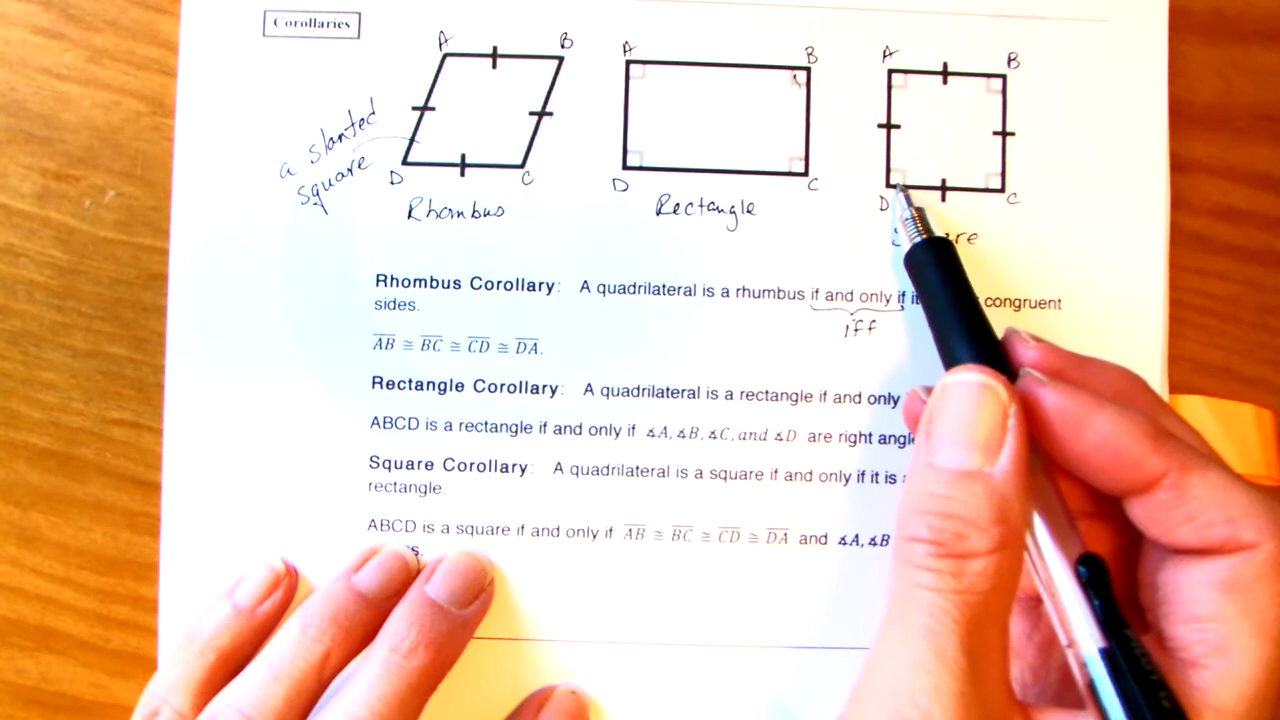 Corollaries
A B A B A B
a slanted
square
D C D C D C
Rhombus Rectangle
Rhombus Corollary: A quadrilateral is a rhumbus if and only if congruent
sides.
iff
AB ≅ BC ≅ CD ≅ DA.
Rectangle Corollary: A quadrilateral is a rectangle if and only
ABCD is a rectangle if and only if ∡A, ∡B, ∡C, and ∡D are right
Square Corollary: A quadrilateral is a square if and only if it is
rectangle.
ABCD is a square if and only if AB ≅ BC ≅ CD ≅ DA and ∡A, ∡B